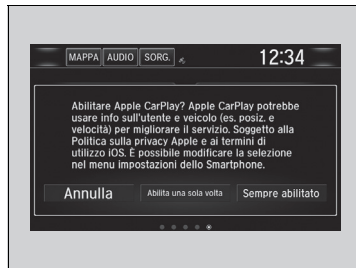 MAPPA AUDIO SORG. 12:34
Abilitare Apple CarPlay? Apple CarPlay potrebbe
usare info sull'utente e veicolo (es. posiz. e
velocità) per migliorare il servizio. Soggetto alla
Politica sulla privacy Apple e ai termini di
utilizzo iOS. È possibile modificare la selezione
nel menu impostazioni dello Smartphone.
Annulla Abilita una sola volta Sempre abilitato